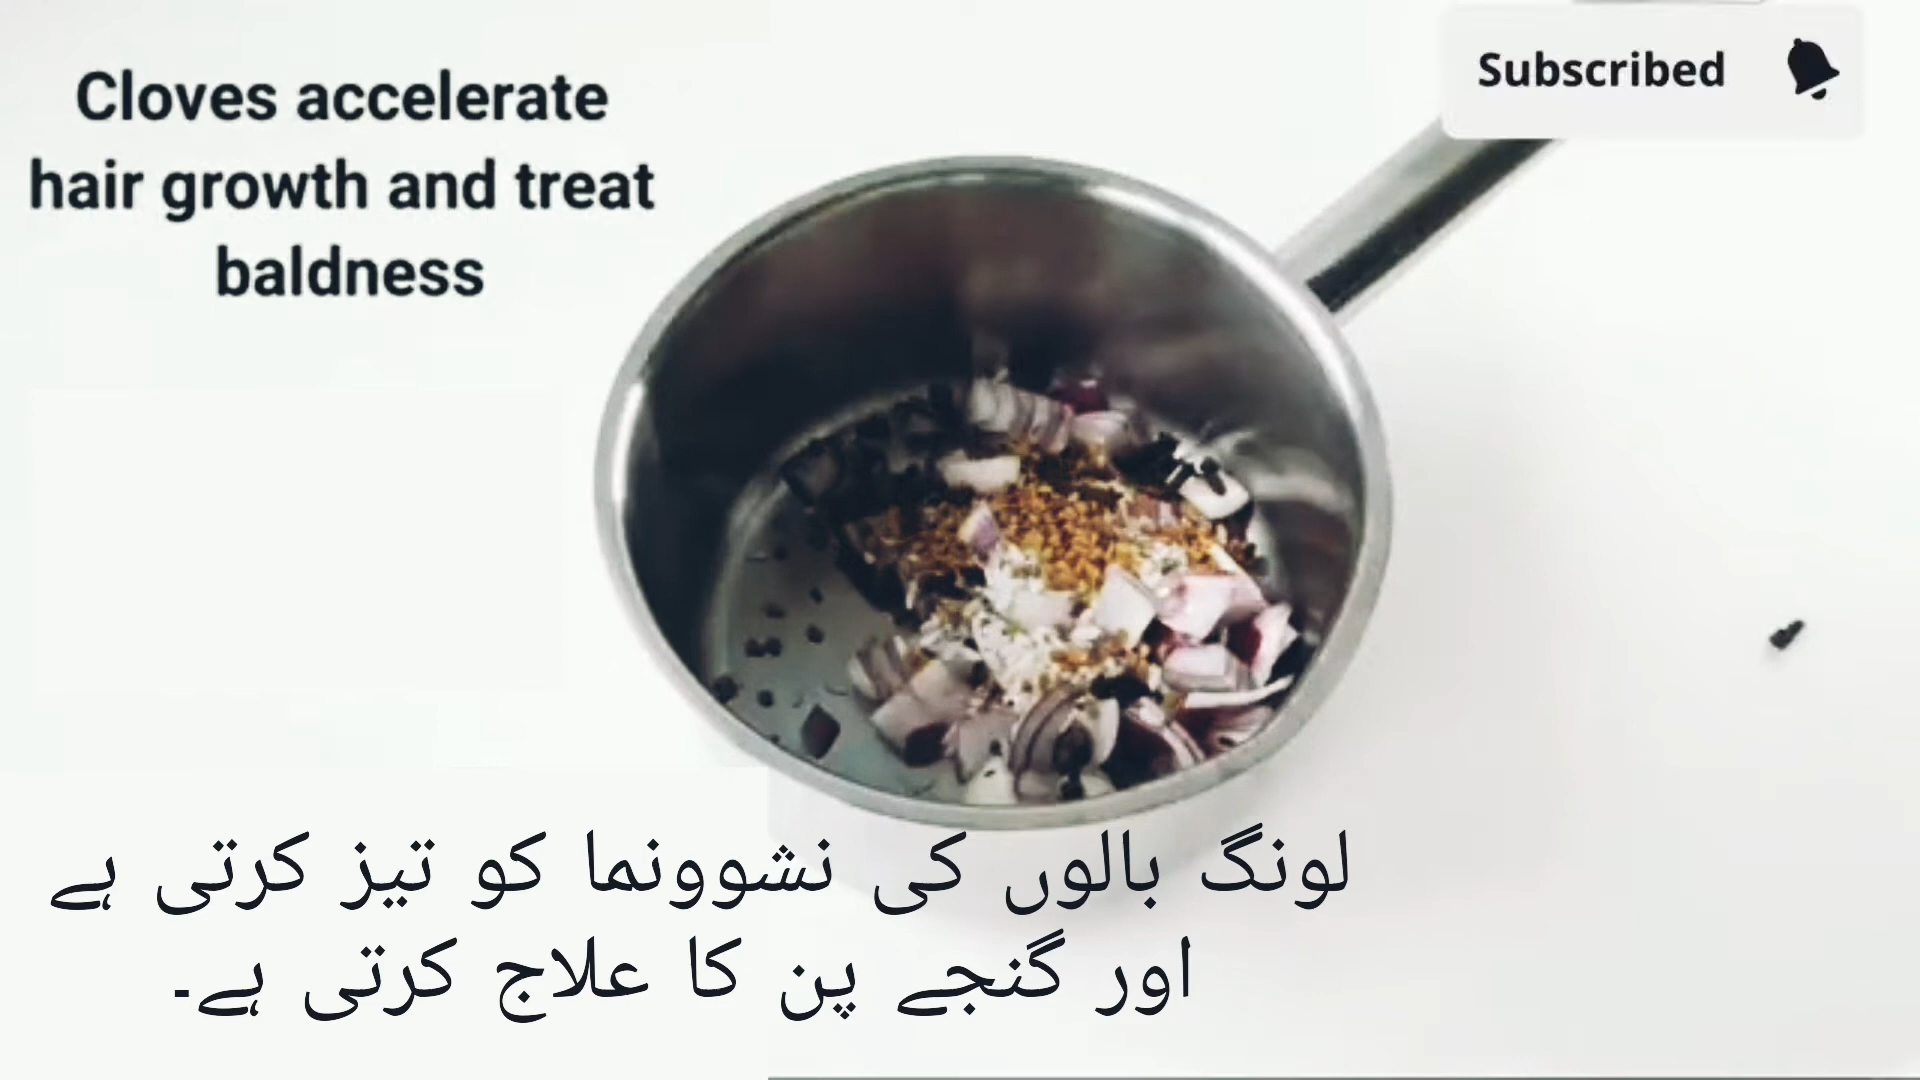 Cloves accelerate
hair growth and treat
baldness
Subscribed
لونگ بالوں کی نشوونما کو تیز کرتی ہے
اور گنجے پن کا علاج کرتی ہے۔